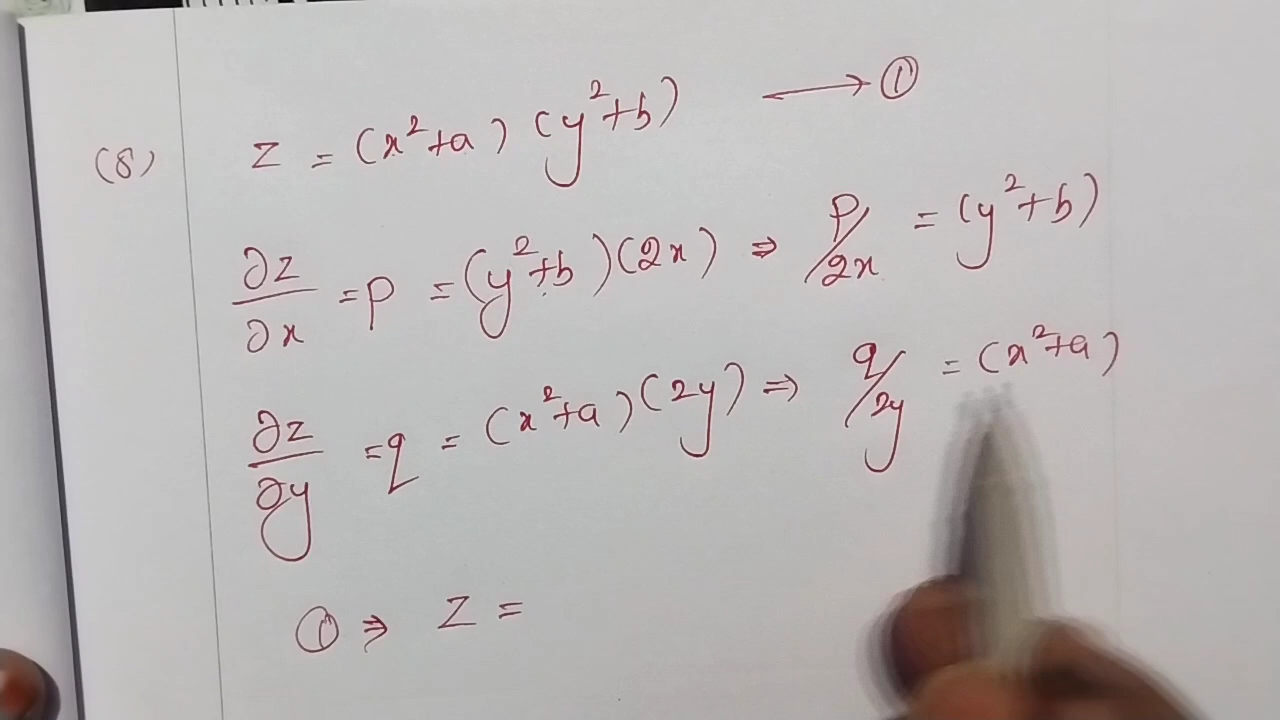 (8) z = (x²+a) (y²+b) ⟶ ①
∂z/∂x = p = (y²+b)(2x) ⇒ p/2x = (y²+b)
∂z/∂y = q = (x²+a)(2y) ⇒ q/2y = (x²+a)
① ⇒ z =